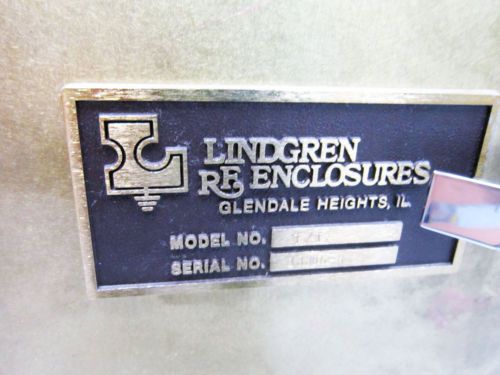 LINDGREN
RF ENCLOSURES
GLENDALE HEIGHTS, IL.
MODEL NO.
SERIAL NO.